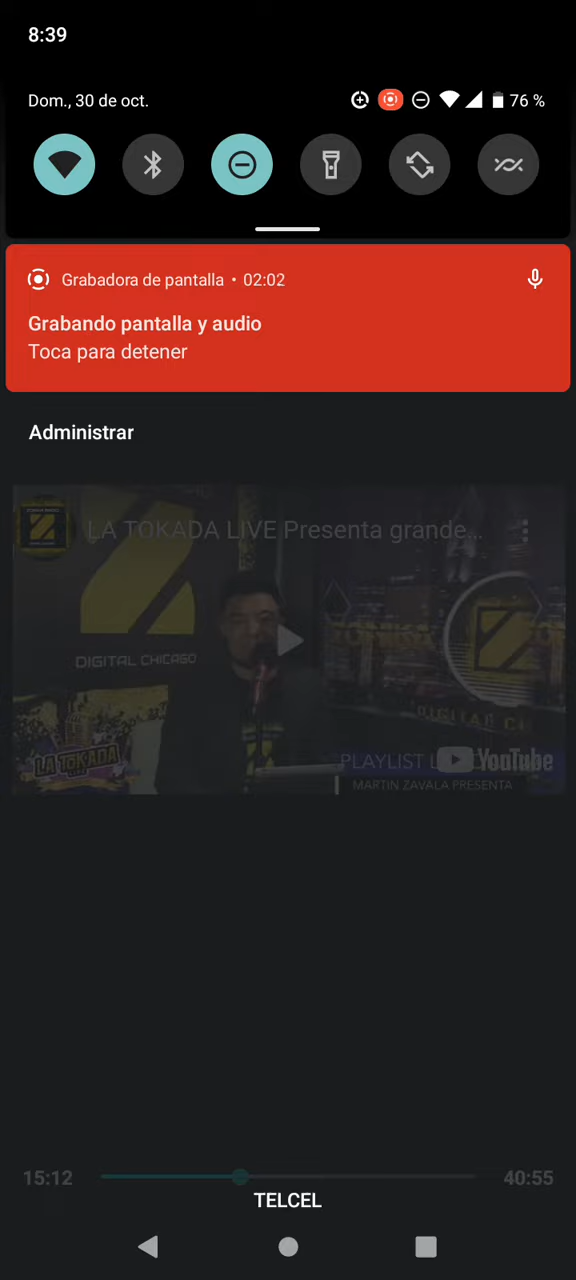 8:39
Dom., 30 de oct.
76 %
Grabadora de pantalla • 02:02
Grabando pantalla y audio
Toca para detener
Administrar
LA TOKADA LIVE Presenta grande...
DIGITAL CHICAGO
LA TOKADA
PLAYLIST L
YouTube
MARTIN ZAVALA PRESENTA
15:12
40:55
TELCEL